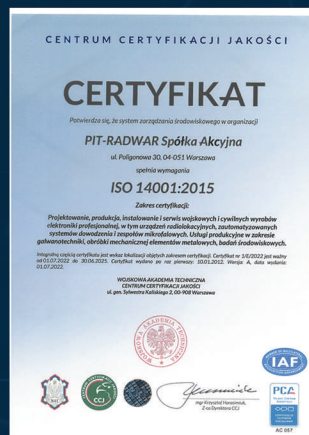 CENTRUM CERTYFIKACJI JAKOŚCI
CERTYFIKAT
Potwierdza się, że system zarządzania środowiskowego w organizacji
PIT-RADWAR Spółka Akcyjna
ul. Poligonowa 30, 04-051 Warszawa
spełnia wymagania
ISO 14001:2015
Zakres certyfikacji:
Projektowanie, produkcja, instalowanie i serwis wojskowych i cywilnych wyrobów
elektroniki profesjonalnej, w tym urządzeń radiolokacyjnych, zautomatyzowanych
systemów dowodzenia i zespołów mikrofalowych. Usługi produkcyjne w zakresie
galwanotechniki, obróbki mechanicznej elementów metalowych, badań środowiskowych.
Integralną częścią certyfikatu jest wykaz lokalizacji objętych zakresem certyfikacji. Certyfikat nr 1/S/2022 jest ważny
od 01.07.2022 do 30.06.2025. Certyfikat wydano po raz pierwszy: 10.01.2012. Wersja A, data wydania:
01.07.2022.
WOJSKOWA AKADEMIA TECHNICZNA
CENTRUM CERTYFIKACJI JAKOŚCI
ul. gen. Sylwestra Kaliskiego 2, 00-908 Warszawa
WOJSKOWA AKADEMIA TECHNICZNA
IAF
CCJ
mgr Krzysztof Harasimiuk
Z-ca Dyrektora CCJ
PCA
AC 057